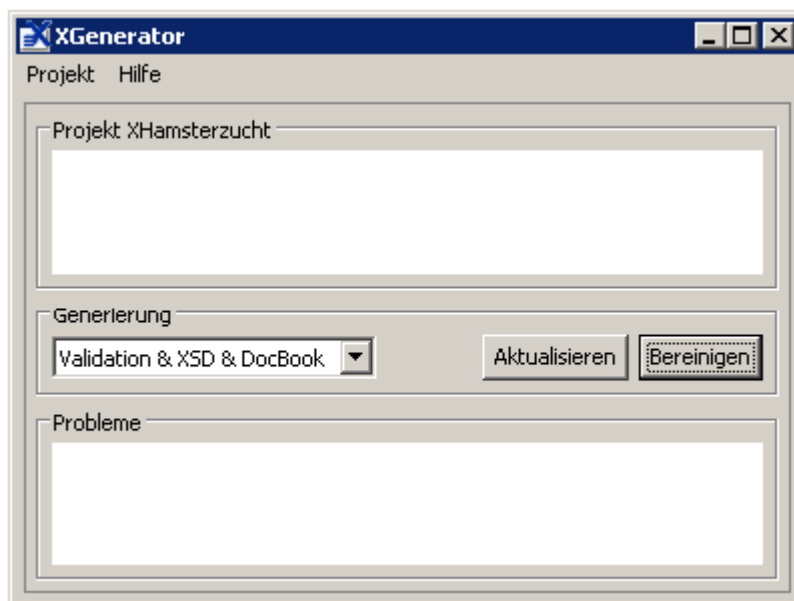 XGenerator
Projekt Hilfe
Projekt XHamsterzucht
Generierung
Validation & XSD & DocBook
Aktualisieren Bereinigen
Probleme